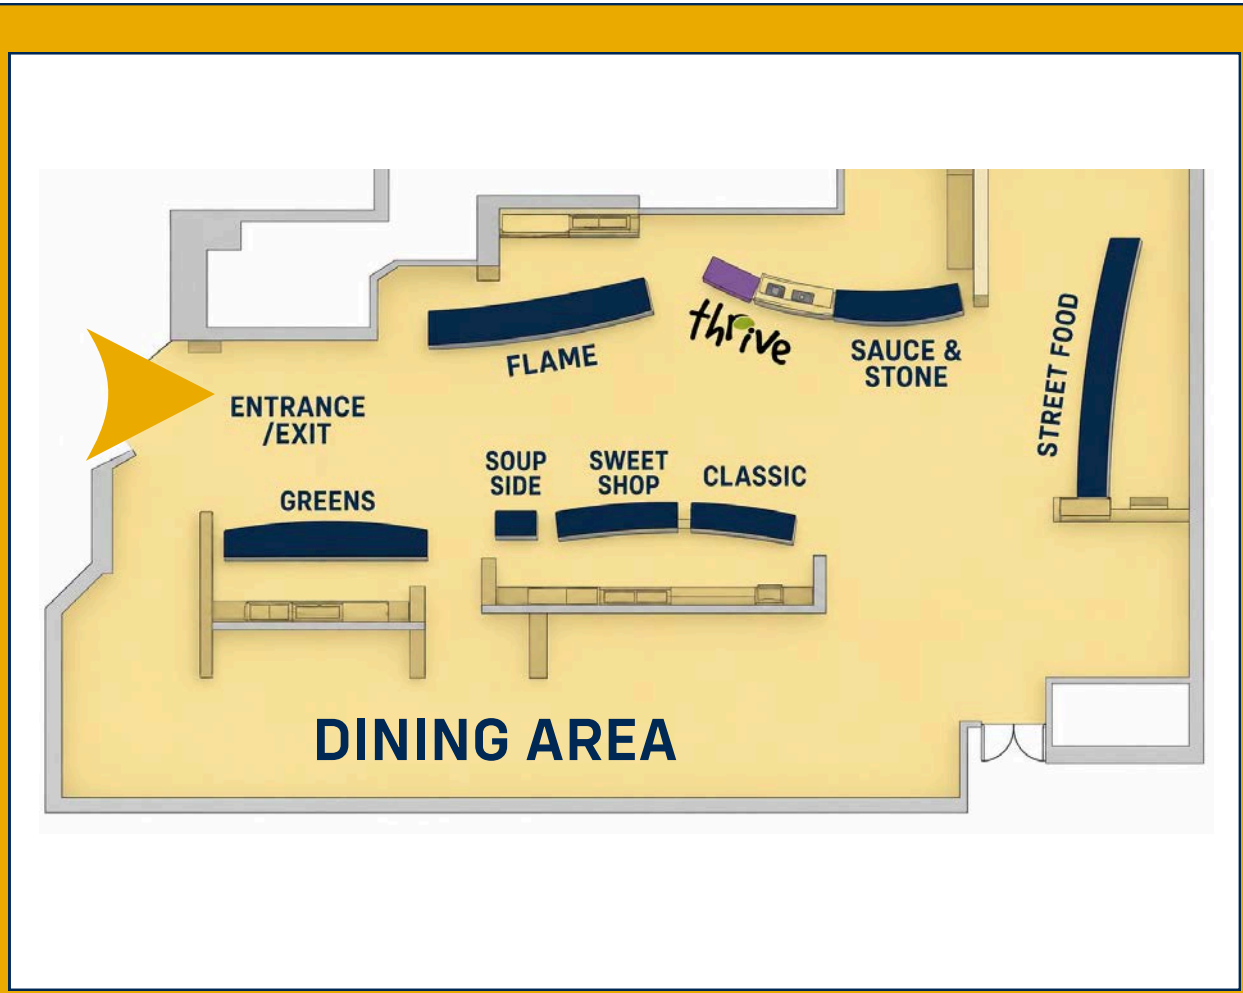 thrive
FLAME
SAUCE &
STONE
STREET FOOD
ENTRANCE
/EXIT
GREENS
SOUP
SIDE
SWEET
SHOP
CLASSIC
DINING AREA